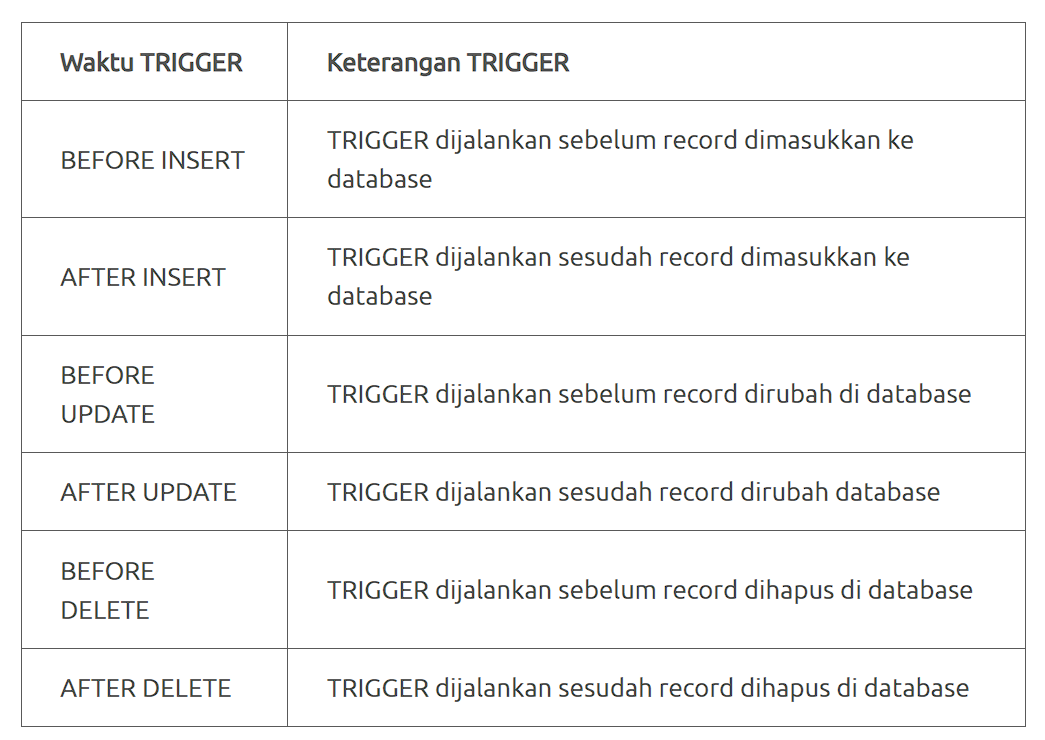 Waktu TRIGGER
Keterangan TRIGGER
BEFORE INSERT
TRIGGER dijalankan sebelum record dimasukkan ke
database
AFTER INSERT
TRIGGER dijalankan sesudah record dimasukkan ke
database
BEFORE
UPDATE
TRIGGER dijalankan sebelum record dirubah di database
AFTER UPDATE
TRIGGER dijalankan sesudah record dirubah database
BEFORE
DELETE
TRIGGER dijalankan sebelum record dihapus di database
AFTER DELETE
TRIGGER dijalankan sesudah record dihapus di database